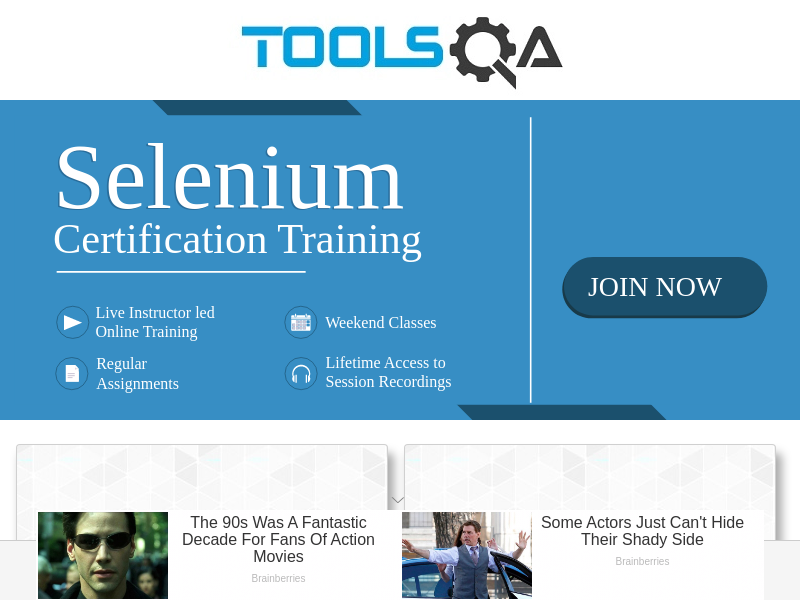 TOOLSQA
Selenium
Certification Training
JOIN NOW
Live Instructor led
Online Training
Weekend Classes
Regular
Assignments
Lifetime Access to
Session Recordings
The 90s Was A Fantastic
Decade For Fans Of Action
Movies
Brainberries
Some Actors Just Can't Hide
Their Shady Side
Brainberries